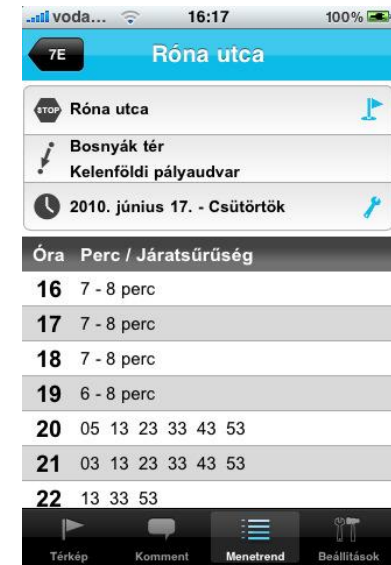 voda... 16:17 100%
7E Róna utca
STOP Róna utca
Bosnyák tér
Kelenföldi pályaudvar
2010. június 17. - Csütörtök
Óra Perc / Járatsűrűség
16 7 - 8 perc
17 7 - 8 perc
18 7 - 8 perc
19 6 - 8 perc
20 05 13 23 33 43 53
21 03 13 23 33 43 53
22 13 33 53
Térkép Komment Menetrend Beállítások